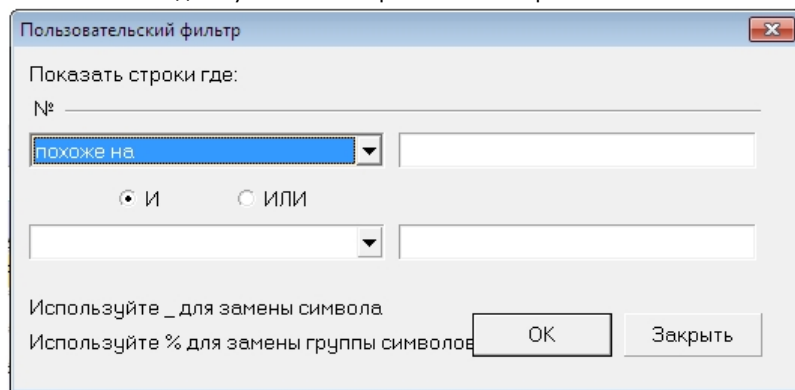 Пользовательский фильтр
Показать строки где:
№
похоже на
И ИЛИ
Используйте _ для замены символа
Используйте % для замены группы символов
ОК Закрыть